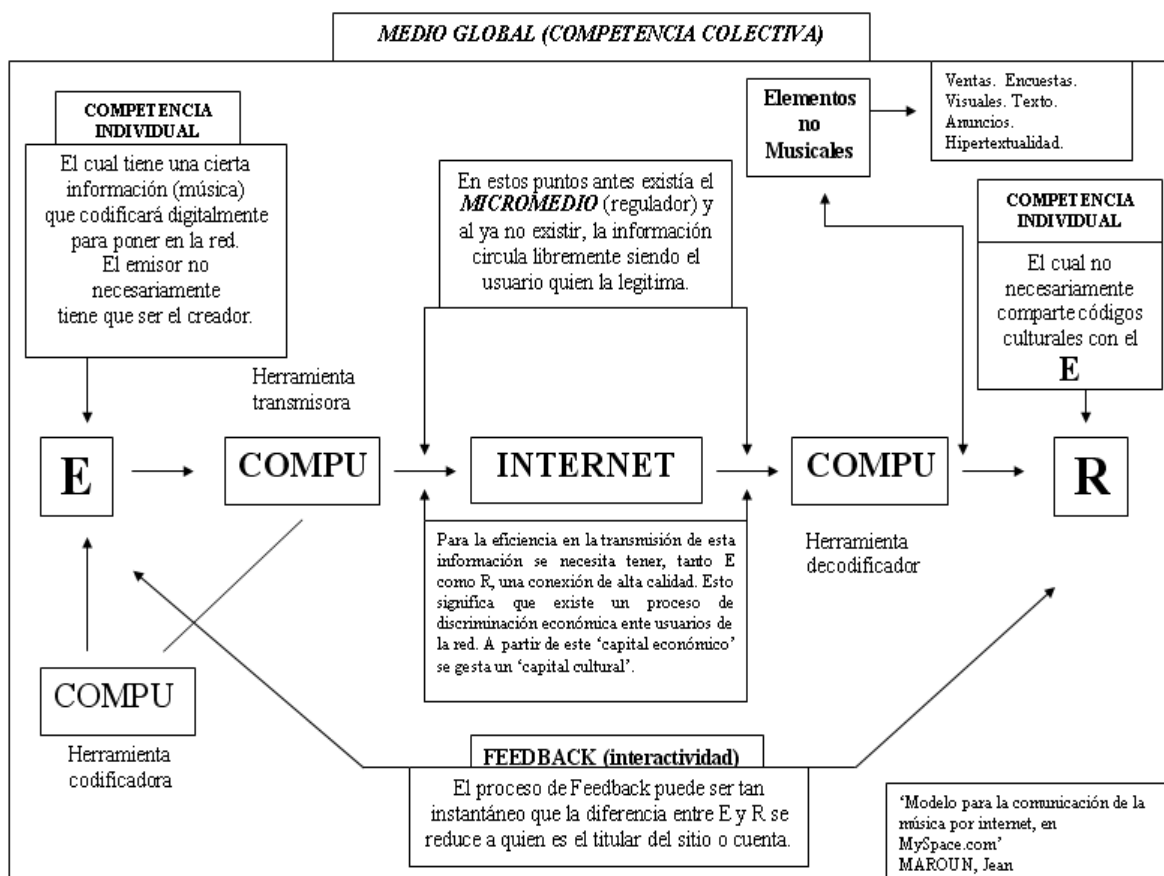 MEDIO GLOBAL (COMPETENCIA COLECTIVA)
COMPETENCIA
INDIVIDUAL
El cual tiene una cierta
información (música)
que codificará digitalmente
para poner en la red.
El emisor no
necesariamente
tiene que ser el creador.
En estos puntos antes existía el
MICROMEDIO (regulador) y
al ya no existir, la información
circula libremente siendo el
usuario quien la legitima.
Elementos
no
Musicales
Ventas. Encuestas.
Visuales. Texto.
Anuncios.
Hipertextualidad.
COMPETENCIA
INDIVIDUAL
El cual no
necesariamente
comparte códigos
culturales con el
E
Herramienta
transmisora
E
COMPU
INTERNET
COMPU
R
Herramienta
decodificador
Para la eficiencia en la transmisión de esta
información se necesita tener, tanto E
como R, una conexión de alta calidad. Esto
significa que existe un proceso de
discriminación económica ente usuarios de
la red. A partir de este ‘capital económico’
se gesta un ‘capital cultural’.
COMPU
Herramienta
codificadora
FEEDBACK (interactividad)
El proceso de Feedback puede ser tan
instantáneo que la diferencia entre E y R se
reduce a quien es el titular del sitio o cuenta.
‘Modelo para la comunicación de la
música por internet, en
MySpace.com’
MAROUN, Jean